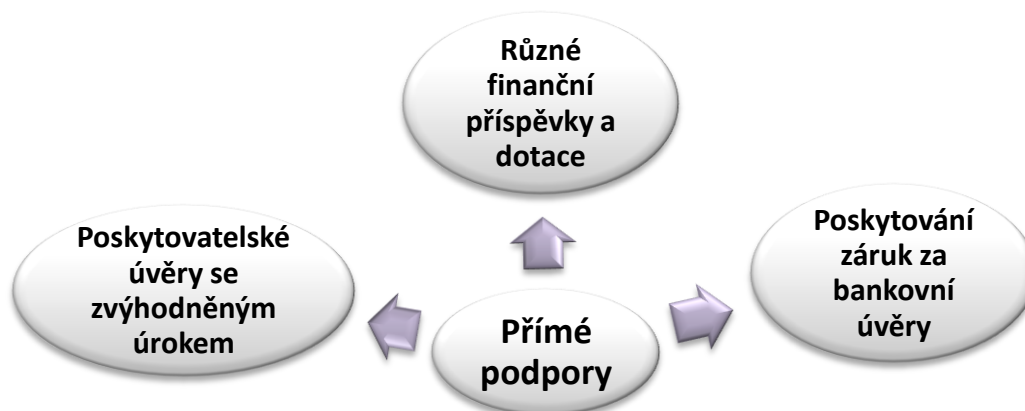 Různé
finanční
příspěvky a
dotace
Poskytovatelské
úvěry se
zvýhodněným
úrokem
Poskytování
záruk za
bankovní
úvěry
Přímé
podpory